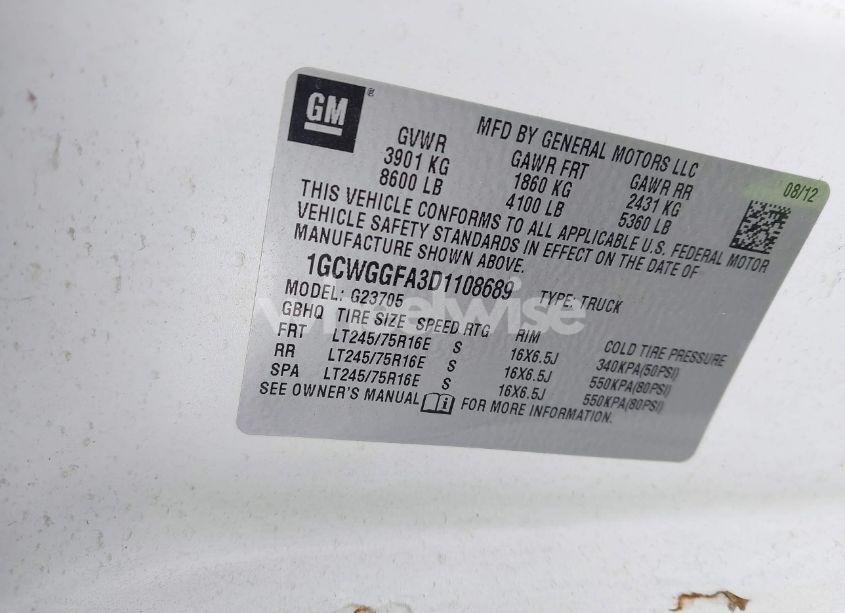 GM ®
MFD BY GENERAL MOTORS LLC
08/12
GVWR GAWR FRT GAWR RR
3901 KG 1860 KG 2431 KG
8600 LB 4100 LB 5360 LB
THIS VEHICLE CONFORMS TO ALL APPLICABLE U.S. FEDERAL MOTOR
VEHICLE SAFETY STANDARDS IN EFFECT ON THE DATE OF
MANUFACTURE SHOWN ABOVE.
1GCWGGFA3D1108689 TYPE: TRUCK
MODEL: G23705
GBHQ TIRE SIZE SPEED RTG RIM COLD TIRE PRESSURE
FRT LT245/75R16E S 16X6.5J 340KPA(50PSI)
RR LT245/75R16E S 16X6.5J 550KPA(80PSI)
SPA LT245/75R16E S 16X6.5J 550KPA(80PSI)
SEE OWNER'S MANUAL FOR MORE INFORMATION.
wheelwise